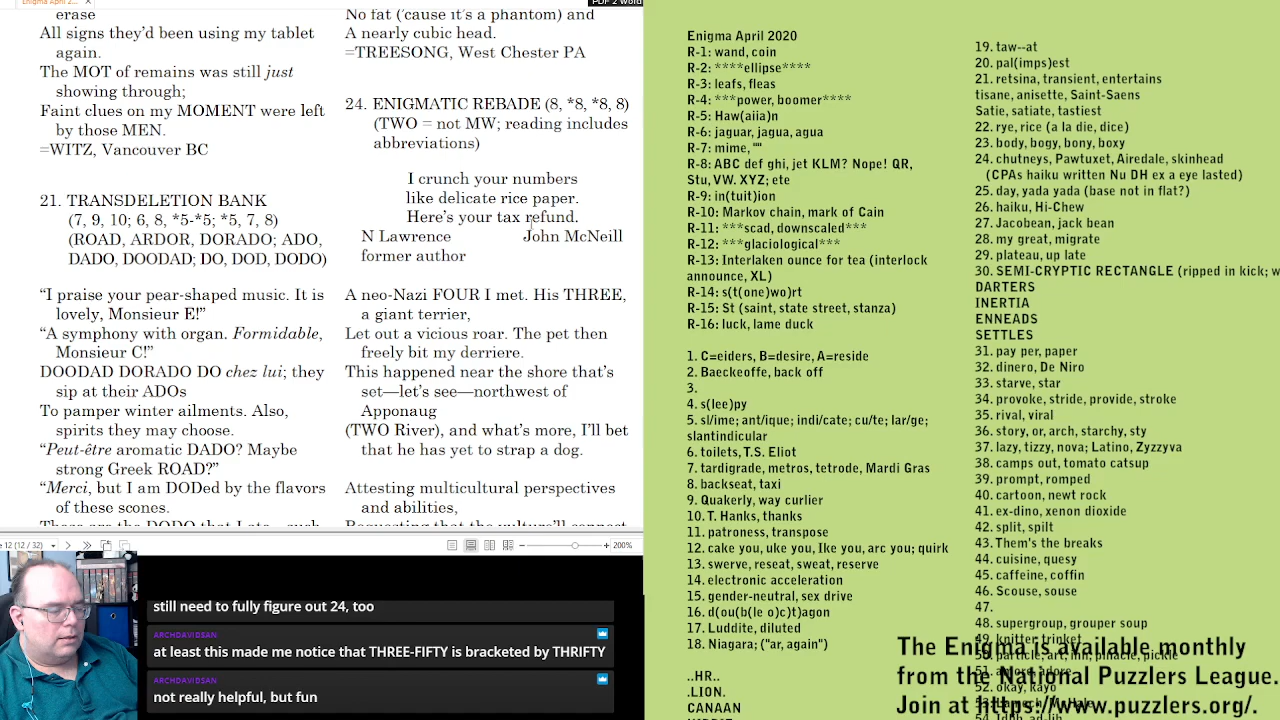 Enigma April 2...
PDF 2 Word
erase
All signs they'd been using my tablet
again.
The MOT of remains was still just
showing through;
Faint clues on my MOMENT were left
by those MEN.
=WITZ, Vancouver BC
21. TRANSDELETION BANK
(7, 9, 10; 6, 8, *5-*5; *5, 7, 8)
(ROAD, ARDOR, DORADO; ADO,
DADO, DOODAD; DO, DOD, DODO)
“I praise your pear-shaped music. It is
lovely, Monsieur E!”
“A symphony with organ. Formidable,
Monsieur C!”
DOODAD DORADO DO chez lui; they
sip at their ADOs
To pamper winter ailments. Also,
spirits they may choose.
“Peut-être aromatic DADO? Maybe
strong Greek ROAD?”
“Merci, but I am DODed by the flavors
of these scones.
No fat ('cause it's a phantom) and
A nearly cubic head.
=TREESONG, West Chester PA
24. ENIGMATIC REBADE (8, *8, *8, 8)
(TWO = not MW; reading includes
abbreviations)
I crunch your numbers
like delicate rice paper.
Here's your tax refund.
N Lawrence John McNeill
former author
A neo-Nazi FOUR I met. His THREE,
a giant terrier,
Let out a vicious roar. The pet then
freely bit my derriere.
This happened near the shore that's
set—let's see—northwest of
Apponaug
(TWO River), and what's more, I'll bet
that he has yet to strap a dog.
Attesting multicultural perspectives
and abilities,
12 (12 / 32)
200%
still need to fully figure out 24, too
ARCHDAVIDSAN
at least this made me notice that THREE-FIFTY is bracketed by THRIFTY
ARCHDAVIDSAN
not really helpful, but fun
Enigma April 2020
R-1: wand, coin
R-2: ****ellipse****
R-3: leafs, fleas
R-4: ***power, boomer****
R-5: Haw(aiia)n
R-6: jaguar, jagua, agua
R-7: mime, ""
R-8: ABC def ghi, jet KLM? Nope! QR,
Stu, VW. XYZ; ete
R-9: in(tuit)ion
R-10: Markov chain, mark of Cain
R-11: ***scad, downscaled***
R-12: ***glaciological***
R-13: Interlaken ounce for tea (interlock
announce, XL)
R-14: s(t(one)wo)rt
R-15: St (saint, state street, stanza)
R-16: luck, lame duck
1. C=eiders, B=desire, A=reside
2. Baeckeoffe, back off
3.
4. s(lee)py
5. sl/ime; ant/ique; indi/cate; cu/te; lar/ge;
slantindicular
6. toilets, T.S. Eliot
7. tardigrade, metros, tetrode, Mardi Gras
8. backseat, taxi
9. Quakerly, way curlier
10. T. Hanks, thanks
11. patroness, transpose
12. cake you, uke you, Ike you, arc you; quirk
13. swerve, reseat, sweat, reserve
14. electronic acceleration
15. gender-neutral, sex drive
16. d(ou(b(le o)c)t)agon
17. Luddite, diluted
18. Niagara; ("ar, again")
..HR..
.LION.
CANAAN
19. taw--at
20. pal(imps)est
21. retsina, transient, entertains
tisane, anisette, Saint-Saens
Satie, satiate, tastiest
22. rye, rice (a la die, dice)
23. body, bogy, bony, boxy
24. chutneys, Pawtuxet, Airedale, skinhead
(CPAs haiku written Nu DH ex a eye lasted)
25. day, yada yada (base not in flat?)
26. haiku, Hi-Chew
27. Jacobean, jack bean
28. my great, migrate
29. plateau, up late
30. SEMI-CRYPTIC RECTANGLE (ripped in kick; w
DARTERS
INERTIA
ENNEADS
SETTLES
31. pay per, paper
32. dinero, De Niro
33. starve, star
34. provoke, stride, provide, stroke
35. rival, viral
36. story, or, arch, starchy, sty
37. lazy, tizzy, nova; Latino, Zyzzyva
38. camps out, tomato catsup
39. prompt, romped
40. cartoon, newt rock
41. ex-dino, xenon dioxide
42. split, spilt
43. Them's the breaks
44. cuisine, quesy
45. caffeine, coffin
46. Scouse, souse
47.
48. supergroup, grouper soup
49. knitter, trinket
50. particle, art, inn, pinacle, pickle
51. amore, adore
52. okay, kayo
The Enigma is available monthly
from the National Puzzlers League.
Join at https://www.puzzlers.org/.